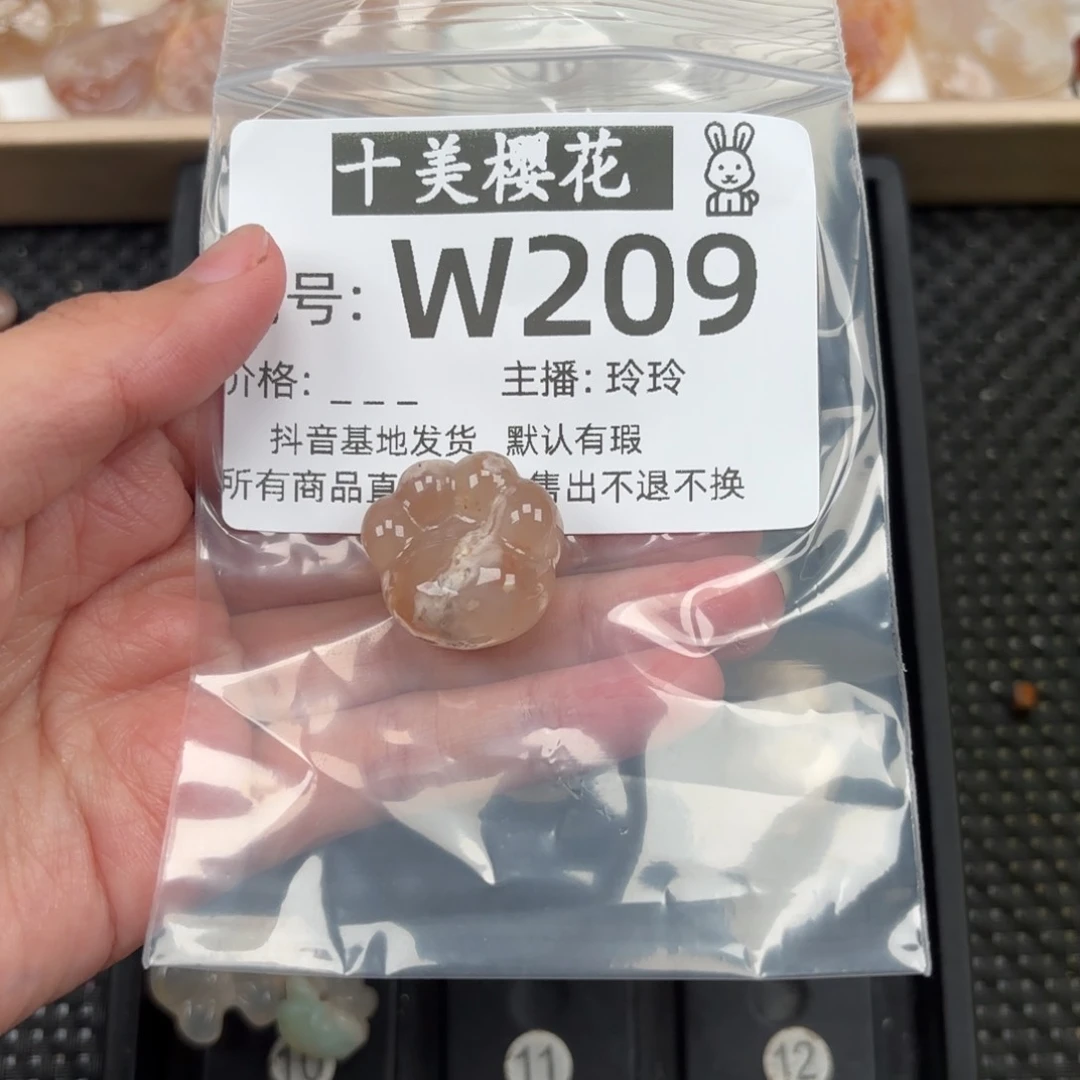 十美樱花
号: W209
价格: _ _ _ 主播: 玲玲
抖音基地发货 默认有瑕
所有商品直 售出不退不换
10 11 12